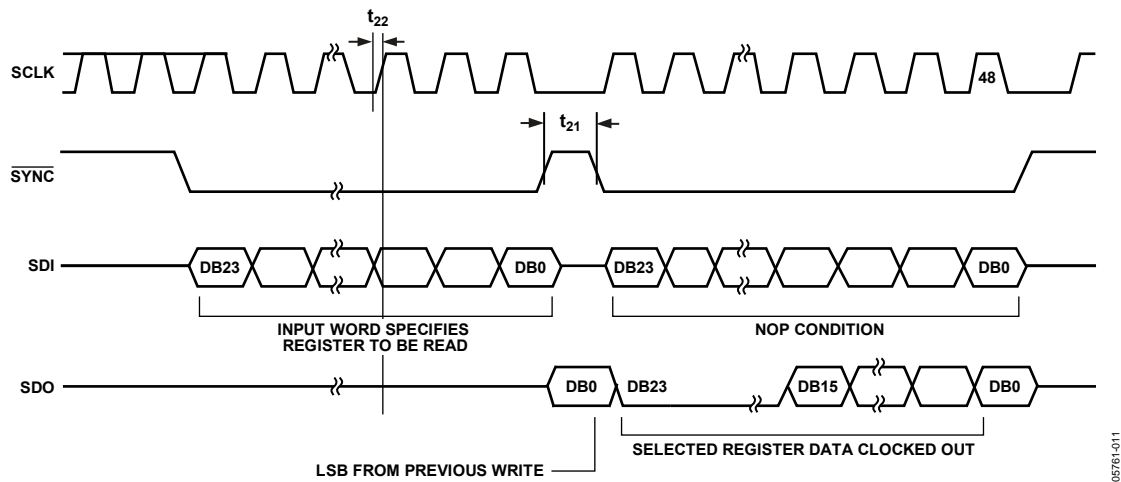 t22
SCLK
48
t21
SYNC
SDI
DB23
DB0
DB23
DB0
INPUT WORD SPECIFIES
REGISTER TO BE READ
NOP CONDITION
SDO
DB0
DB23
DB15
DB0
SELECTED REGISTER DATA CLOCKED OUT
LSB FROM PREVIOUS WRITE
05761-011